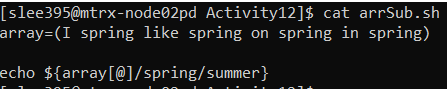 [slee395@mtrx-node02pd Activity12]$ cat arrSub.sh
array=(I spring like spring on spring in spring)
echo ${array[@]/spring/summer}